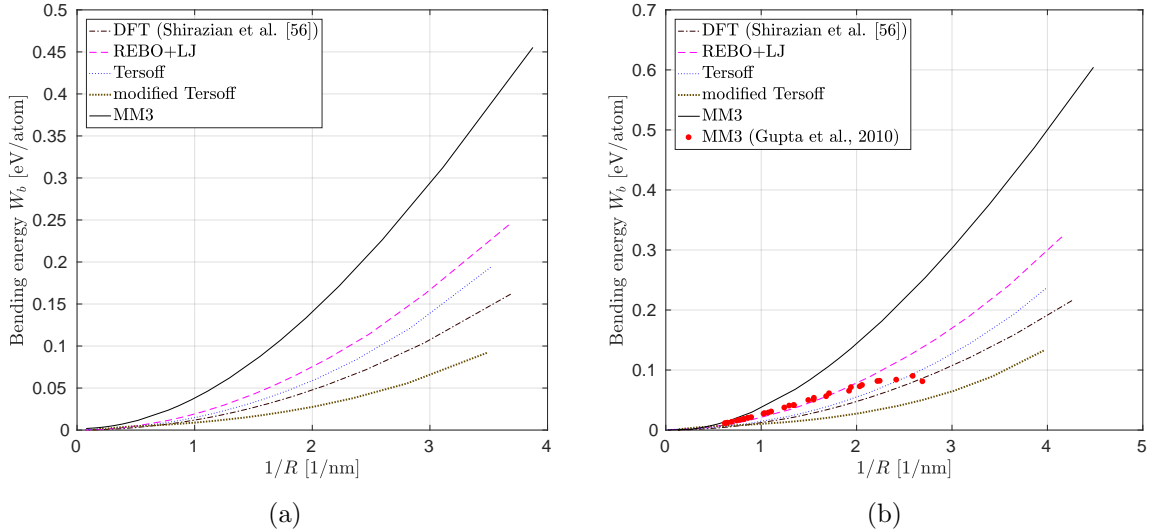 DFT (Shirazian et al. [56])
REBO+LJ
Tersoff
modified Tersoff
MM3
Bending energy W_b [eV/atom]
0.5
0.45
0.4
0.35
0.3
0.25
0.2
0.15
0.1
0.05
0
0 1 2 3 4
1/R [1/nm]
(a)
DFT (Shirazian et al. [56])
REBO+LJ
Tersoff
modified Tersoff
MM3
MM3 (Gupta et al., 2010)
Bending energy W_b [eV/atom]
0.7
0.6
0.5
0.4
0.3
0.2
0.1
0
0 1 2 3 4 5
1/R [1/nm]
(b)